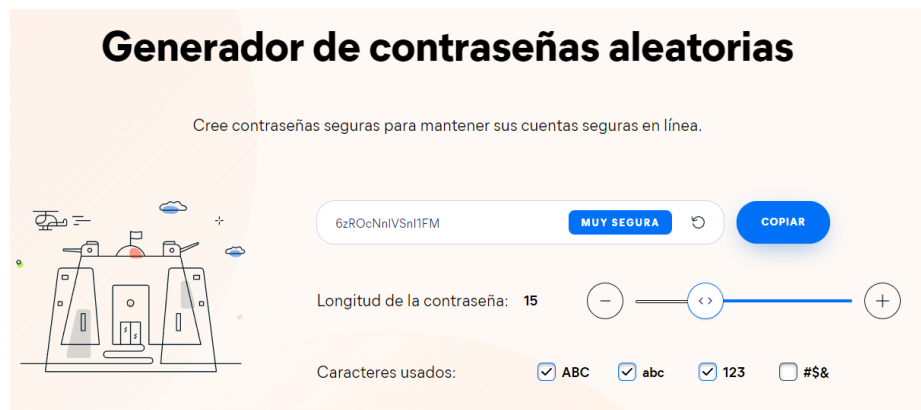 Generador de contraseñas aleatorias
Cree contraseñas seguras para mantener sus cuentas seguras en línea.
MUY SEGURA
COPIAR
Longitud de la contraseña: 15
Caracteres usados:
ABC
abc
123
#$&